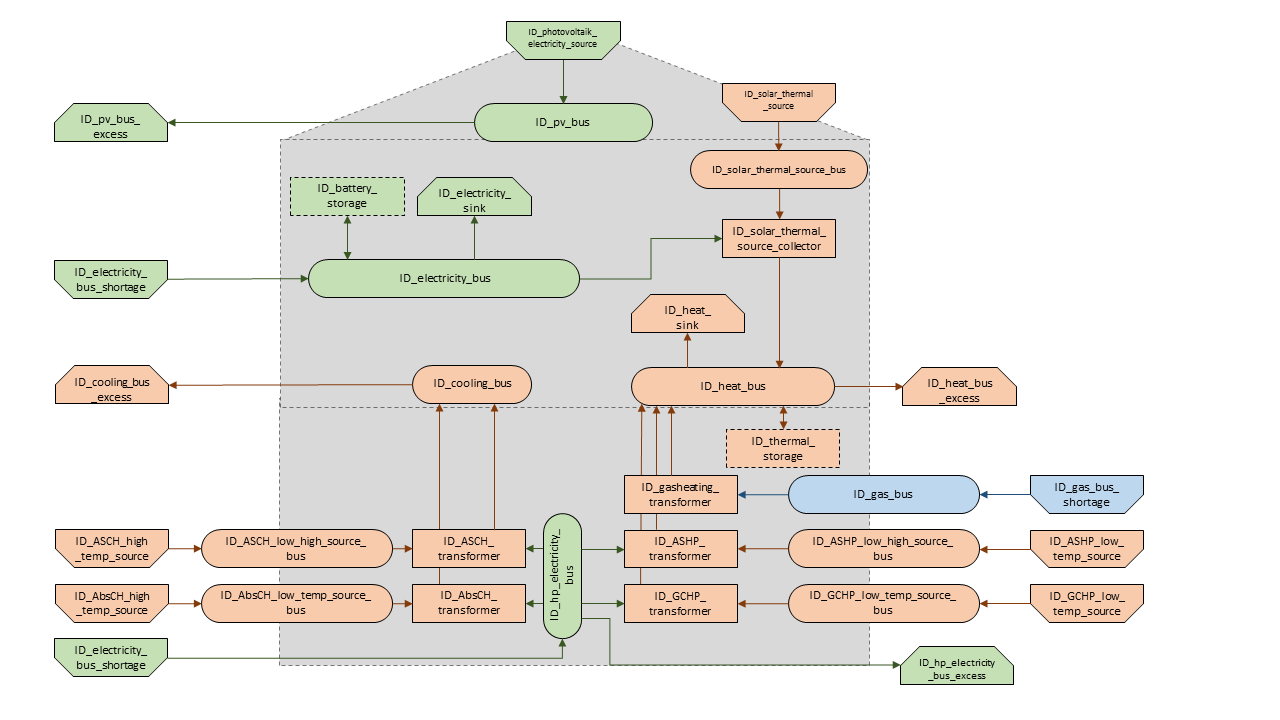 ID_photovoltaik_
electricity_source
ID_solar_thermal
_source
ID_pv_bus_
excess
ID_pv_bus
ID_solar_thermal_source_bus
ID_battery_
storage
ID_electricity_
sink
ID_solar_thermal_
source_collector
ID_electricity_
bus_shortage
ID_electricity_bus
ID_heat_
sink
ID_cooling_bus
_excess
ID_cooling_bus
ID_heat_bus
ID_heat_bus
_excess
ID_thermal_
storage
ID_gasheating_
transformer
ID_gas_bus
ID_gas_bus_
shortage
ID_ASCH_high
_temp_source
ID_ASCH_low_high_source_
bus
ID_ASCH_
transformer
ID_hp_electricity_
bus
ID_ASHP_
transformer
ID_ASHP_low_high_source_
bus
ID_ASHP_low_
temp_source
ID_AbsCH_high
_temp_source
ID_AbsCH_low_temp_source_
bus
ID_AbsCH_
transformer
ID_GCHP_
transformer
ID_GCHP_low_temp_source_
bus
ID_GCHP_low_
temp_source
ID_electricity_
bus_shortage
ID_hp_electricity
_bus_excess